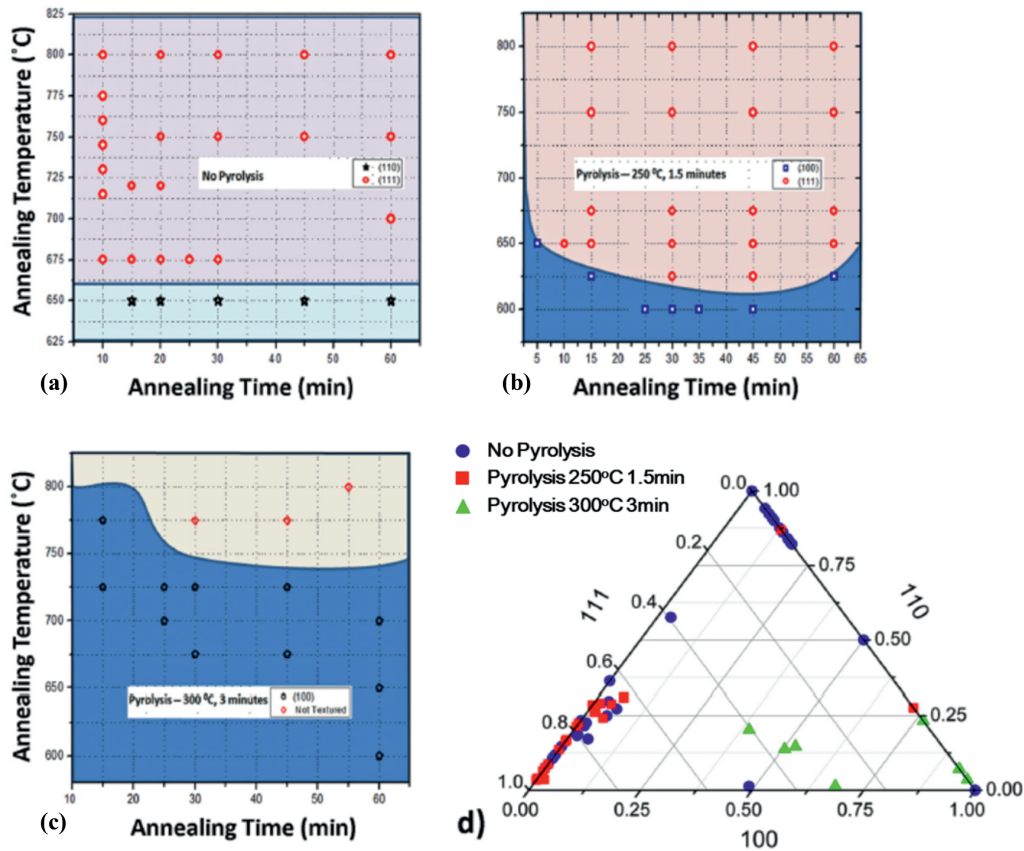 Annealing Temperature (°C)
825
800
775
750
725
700
675
650
625
No Pyrolysis
(110)
(111)
10 20 30 40 50 60
(a)
Annealing Time (min)
800
750
700
650
600
Pyrolysis—250 ⁰C, 1.5 minutes
(100)
(111)
5 10 15 20 25 30 35 40 45 50 55 60 65
(b)
Annealing Time (min)
Annealing Temperature (°C)
800
750
700
650
600
Pyrolysis—300 ⁰C, 3 minutes
(100)
Not Textured
10 20 30 40 50 60
(c)
Annealing Time (min)
No Pyrolysis
Pyrolysis 250°C 1.5min
Pyrolysis 300°C 3min
0.0 1.00
0.2
0.75
111
110
0.4
0.50
0.6
0.8
0.25
1.0
0.00
0.00 0.25 0.50 0.75 1.00
d)
100